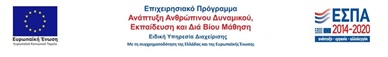 Ευρωπαϊκή Ένωση
Ευρωπαϊκό Κοινωνικό Ταμείο
Επιχειρησιακό Πρόγραμμα
Ανάπτυξη Ανθρώπινου Δυναμικού,
Εκπαίδευση και Διά Βίου Μάθηση
Ειδική Υπηρεσία Διαχείρισης
Με τη συγχρηματοδότηση της Ελλάδας και της Ευρωπαϊκής Ένωσης
ΕΣΠΑ
2014-2020
ανάπτυξη - εργασία - αλληλεγγύη